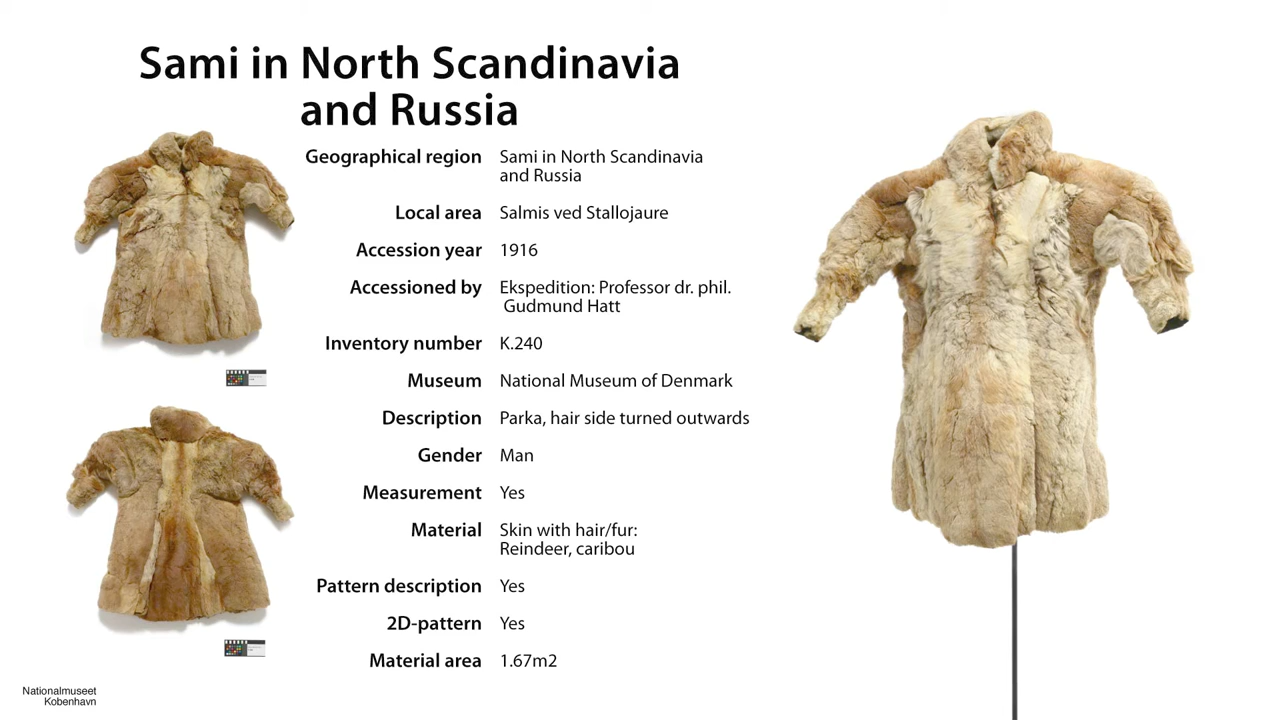 Sami in North Scandinavia
and Russia
Geographical region Sami in North Scandinavia
and Russia
Local area Salmis ved Stallojaure
Accession year 1916
Accessioned by Ekspedition: Professor dr. phil.
Gudmund Hatt
Inventory number K.240
Museum National Museum of Denmark
Description Parka, hair side turned outwards
Gender Man
Measurement Yes
Material Skin with hair/fur:
Reindeer, caribou
Pattern description Yes
2D-pattern Yes
Material area 1.67m2
Nationalmuseet
Kobenhavn